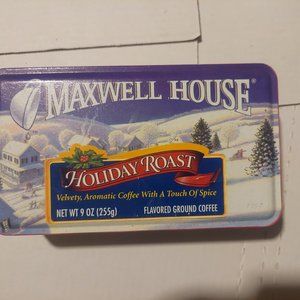 MAXWELL HOUSE®
HOLIDAY ROAST
Velvety, Aromatic Coffee With A Touch Of Spice
NET WT 9 OZ (255g) FLAVORED GROUND COFFEE